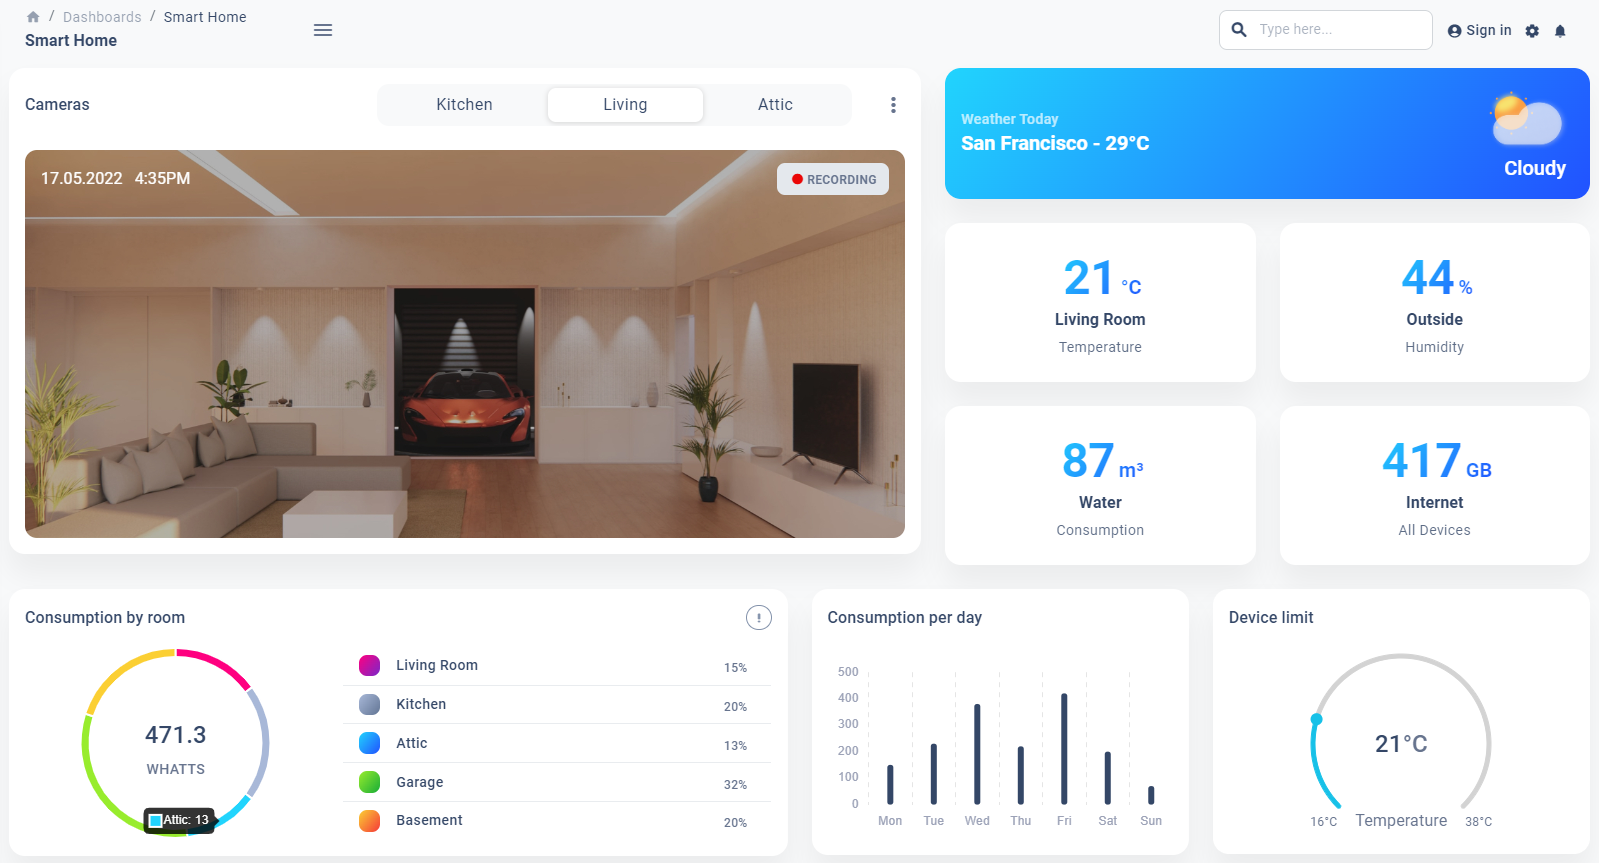 / Dashboards / Smart Home
Smart Home
Type here...
Sign in
Cameras
Kitchen
Living
Attic
17.05.2022 4:35PM
RECORDING
Weather Today
San Francisco - 29°C
Cloudy
21 °C
Living Room
Temperature
44 %
Outside
Humidity
87 m³
Water
Consumption
417 GB
Internet
All Devices
Consumption by room
471.3
WHATTS
Attic: 13
Living Room 15%
Kitchen 20%
Attic 13%
Garage 32%
Basement 20%
Consumption per day
500
400
300
200
100
0
Mon Tue Wed Thu Fri Sat Sun
Device limit
21°C
16°C Temperature 38°C